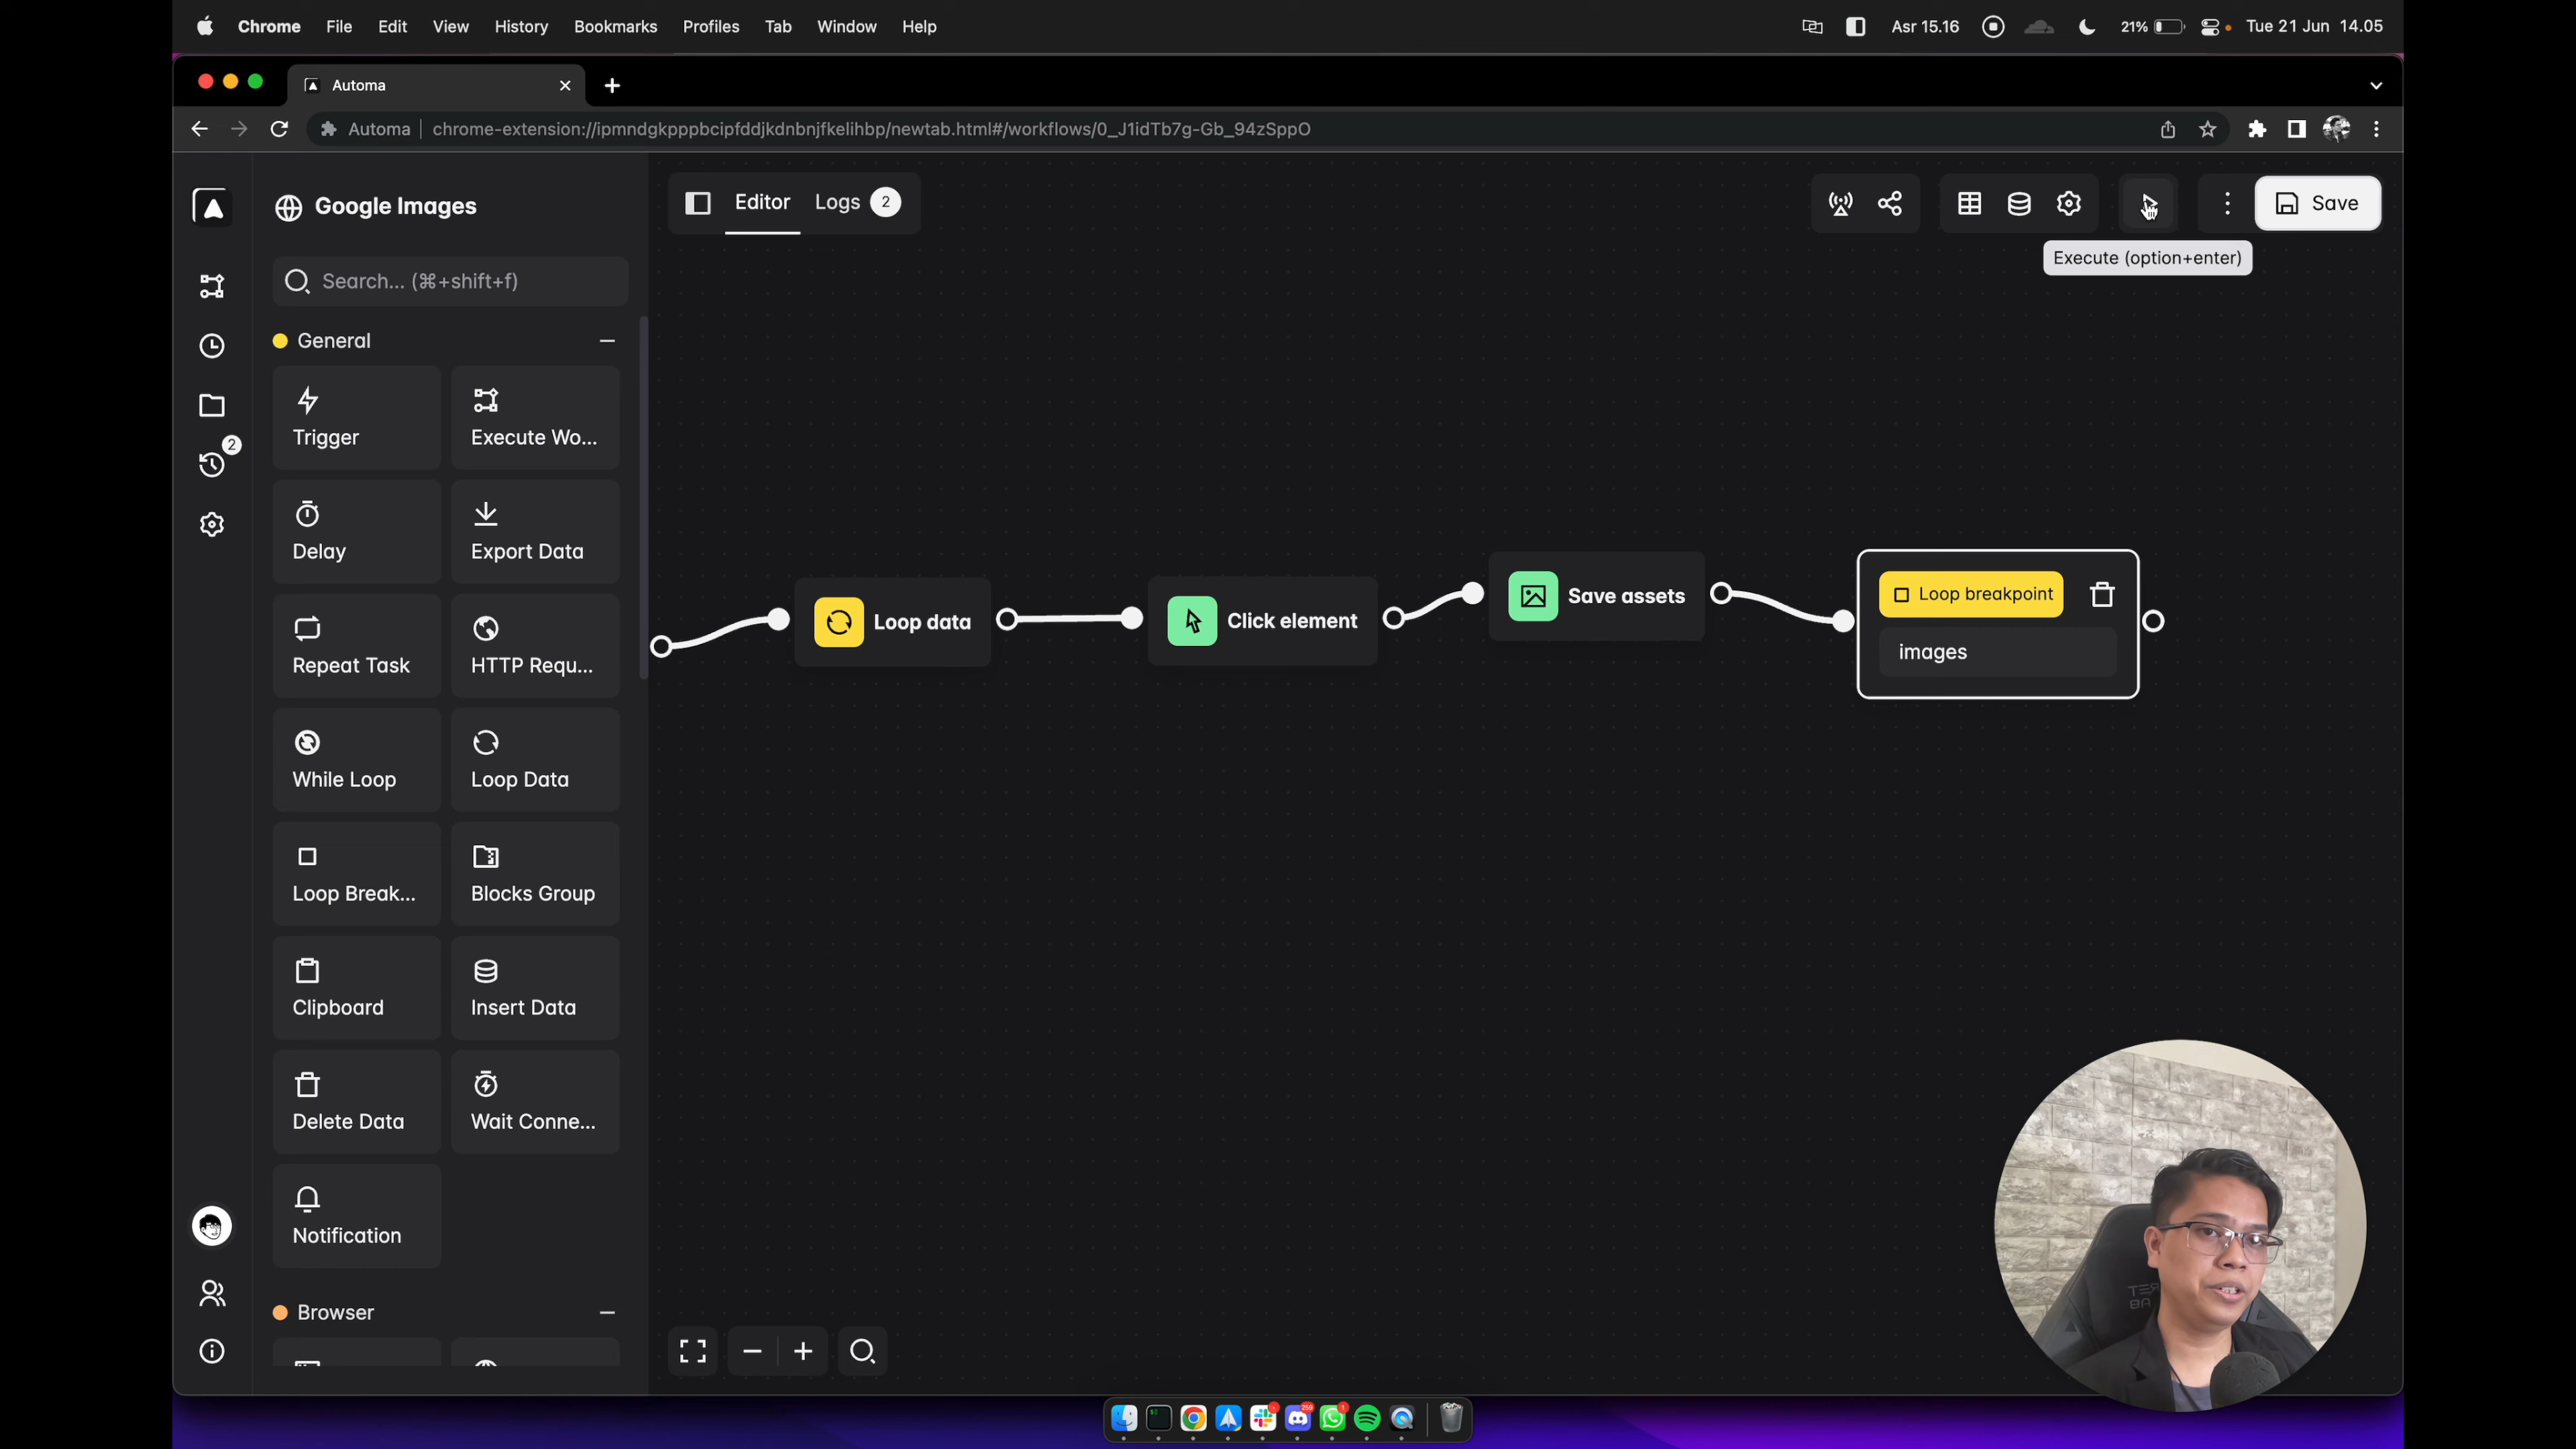 Chrome File Edit View History Bookmarks Profiles Tab Window Help
Asr 15.16 21% Tue 21 Jun 14.05
Automa
Automa chrome-extension://ipmndgkpppbcipfddjkdnbnjfkelihbp/newtab.html#/workflows/0_J1idTb7g-Gb_94zSppO
Google Images
Editor Logs 2
Save
Execute (option+enter)
Search... (⌘+shift+f)
General
Trigger
Execute Wo...
Delay
Export Data
2
Repeat Task
HTTP Requ...
While Loop
Loop Data
Loop Break...
Blocks Group
Clipboard
Insert Data
Delete Data
Wait Conne...
Notification
Browser
Loop data
Click element
Save assets
Loop breakpoint
images
259
1